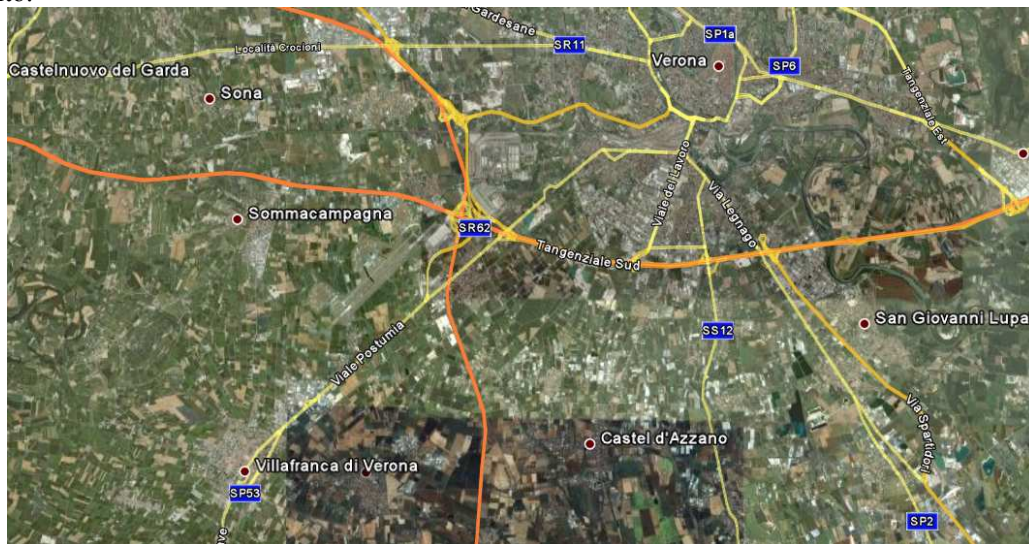 Gardesane
SP1a
Località Crocioni
SR11
Verona
SP6
Castelnuovo del Garda
Sona
Tangenziale Est
Viale del Lavoro
Via Legnago
Sommacampagna
SR62
Tangenziale Sud
San Giovanni Lupa
Viale Postumia
SS12
Via Spartidori
Castel d'Azzano
Villafranca di Verona
SP53
SP2